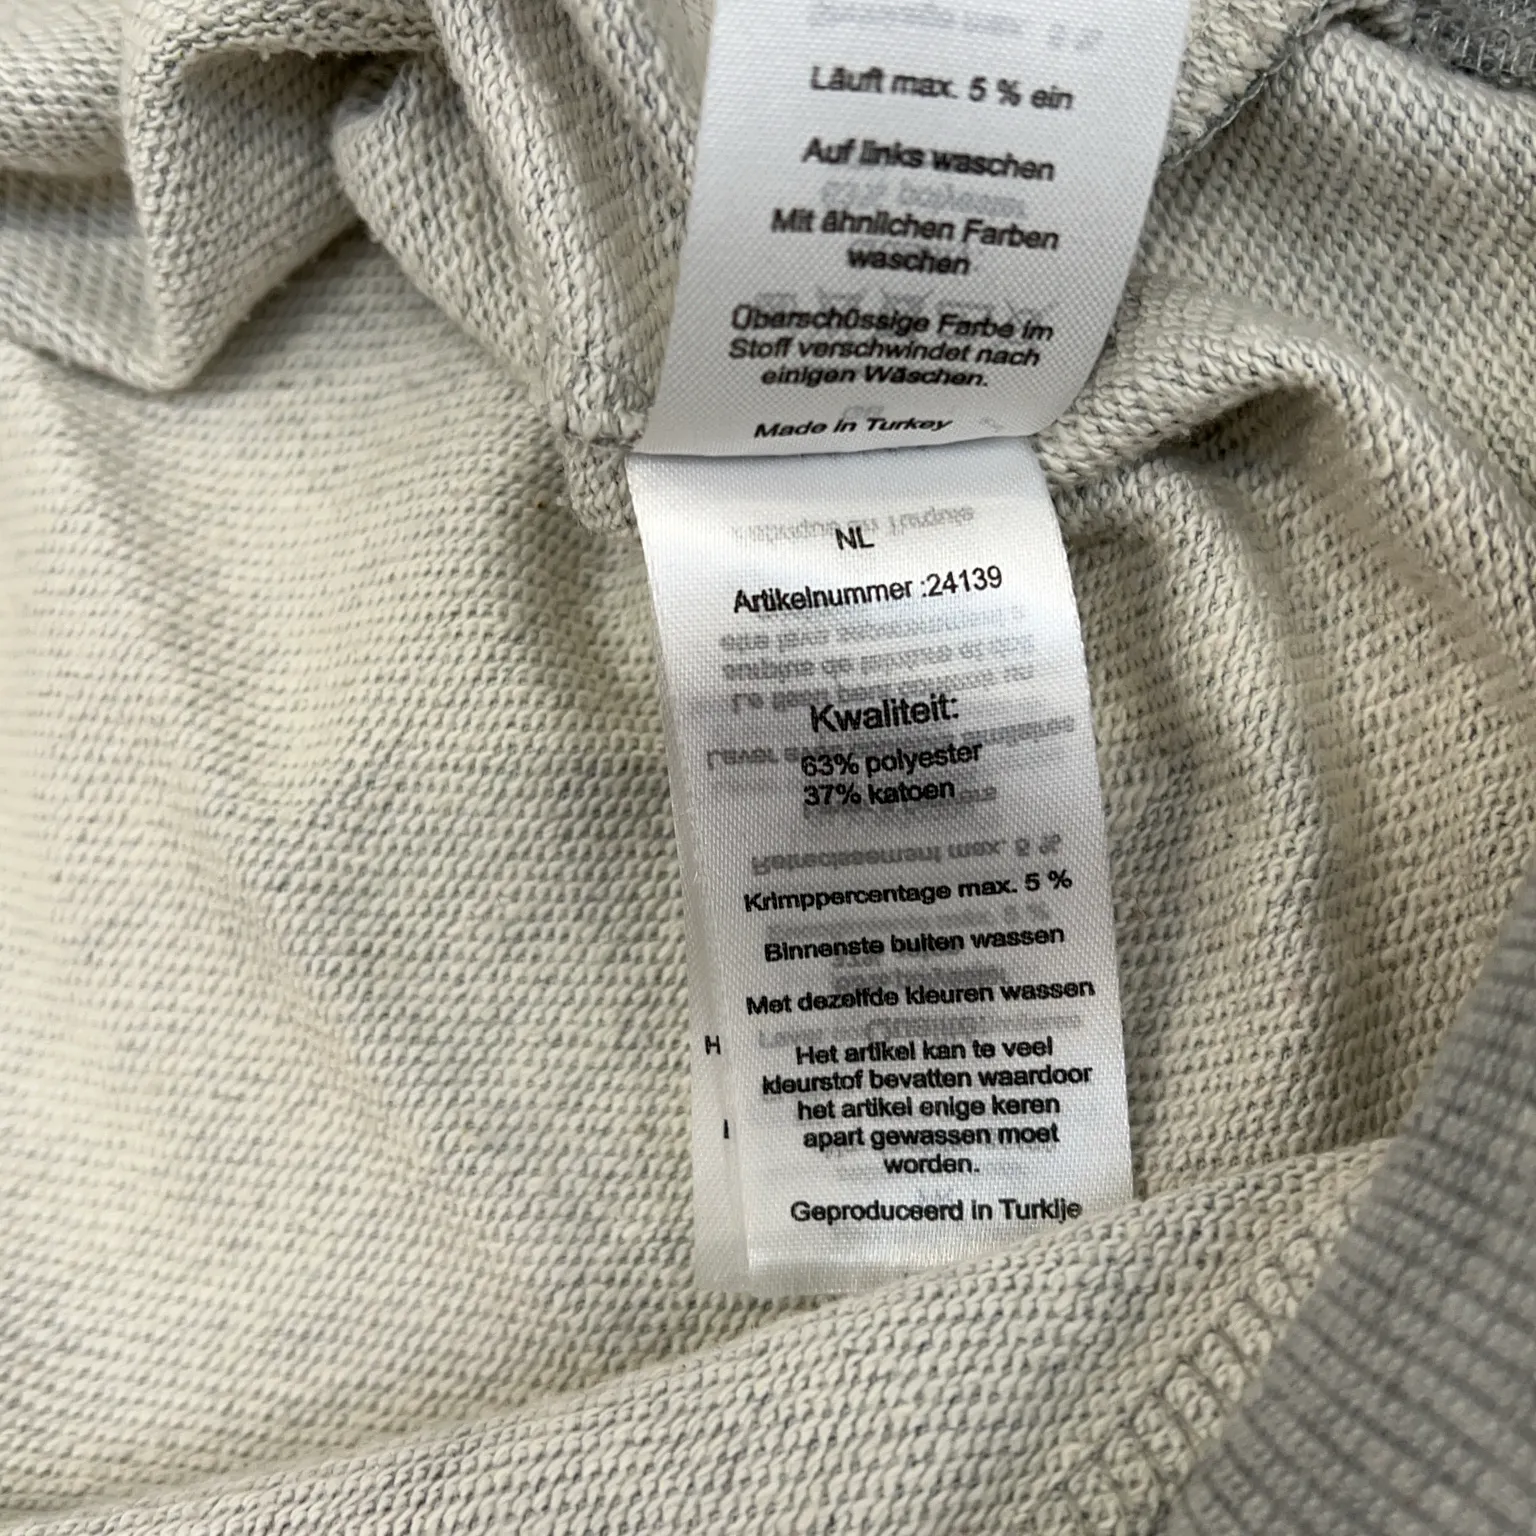 Läuft max. 5 % ein
Auf links waschen
Mit ähnlichen Farben
waschen
Überschüssige Farbe im
Stoff verschwindet nach
einigen Wäschen.
Made in Turkey
NL
Artikelnummer :24139
Kwaliteit:
63% polyester
37% katoen
Krimppercentage max. 5 %
Binnenste buiten wassen
Met dezelfde kleuren wassen
Het artikel kan te veel
kleurstof bevatten waardoor
het artikel enige keren
apart gewassen moet
worden.
Geproduceerd in Turkije
H